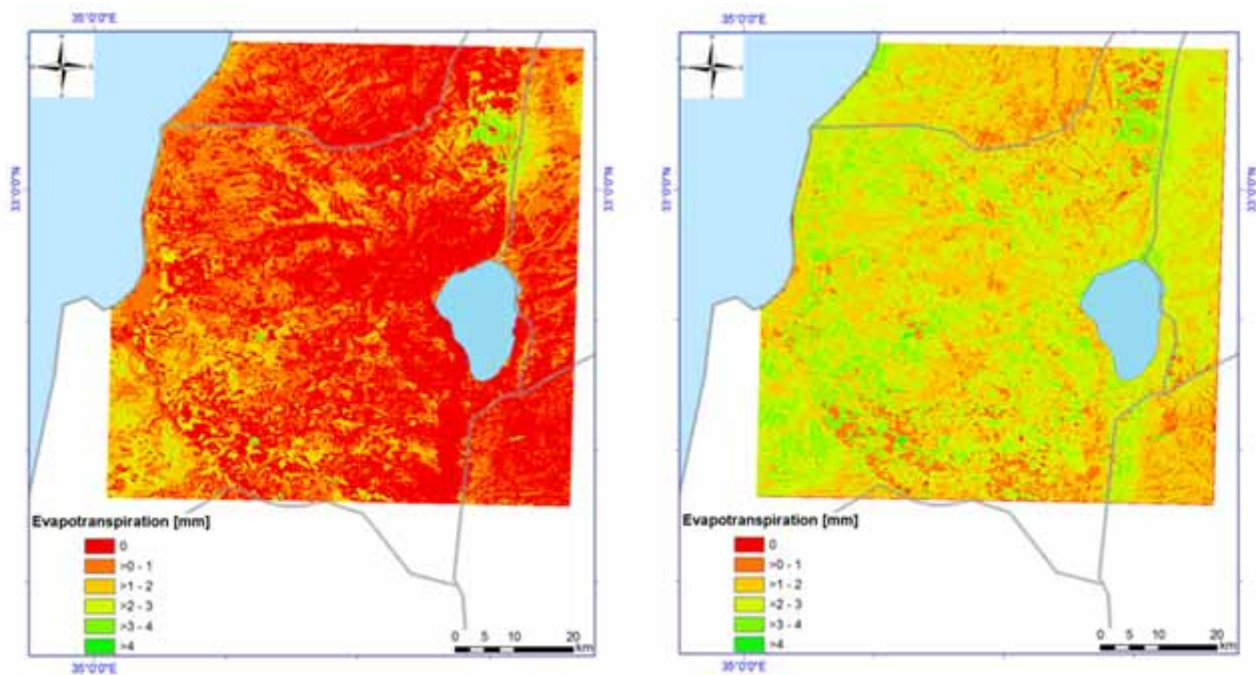 35°0'0"E
35°0'0"E
33°0'0"N
33°0'0"N
33°0'0"N
33°0'0"N
Evapotranspiration [mm]
0
>0 - 1
>1 - 2
>2 - 3
>3 - 4
>4
0 5 10 20
km
35°0'0"E
Evapotranspiration [mm]
0
>0 - 1
>1 - 2
>2 - 3
>3 - 4
>4
0 5 10 20
km
35°0'0"E